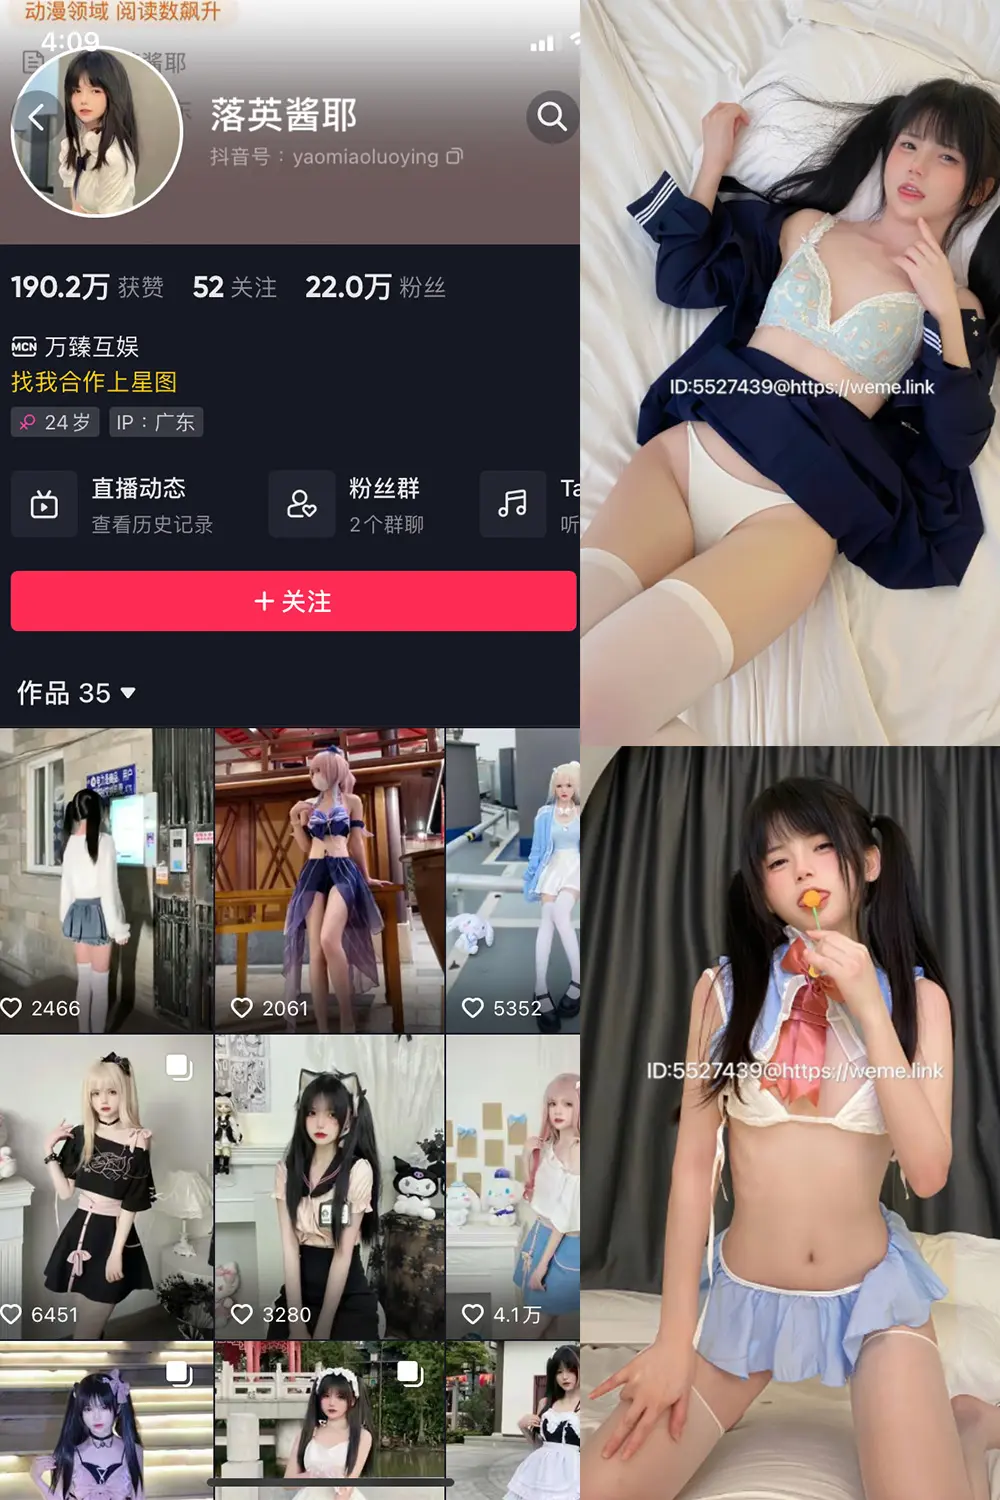 动漫领域 阅读数飙升
4:09
落英酱耶
抖音号：yaomiaoluoying
190.2万 获赞 52 关注 22.0万 粉丝
MCN 万臻互娱
找我合作上星图
24岁 IP：广东
直播动态
查看历史记录
粉丝群
2个群聊
Ta
听
+ 关注
作品 35
2466
2061
5352
6451
3280
4.1万
ID:5527439@https://weme.link
ID:5527439@https://weme.link